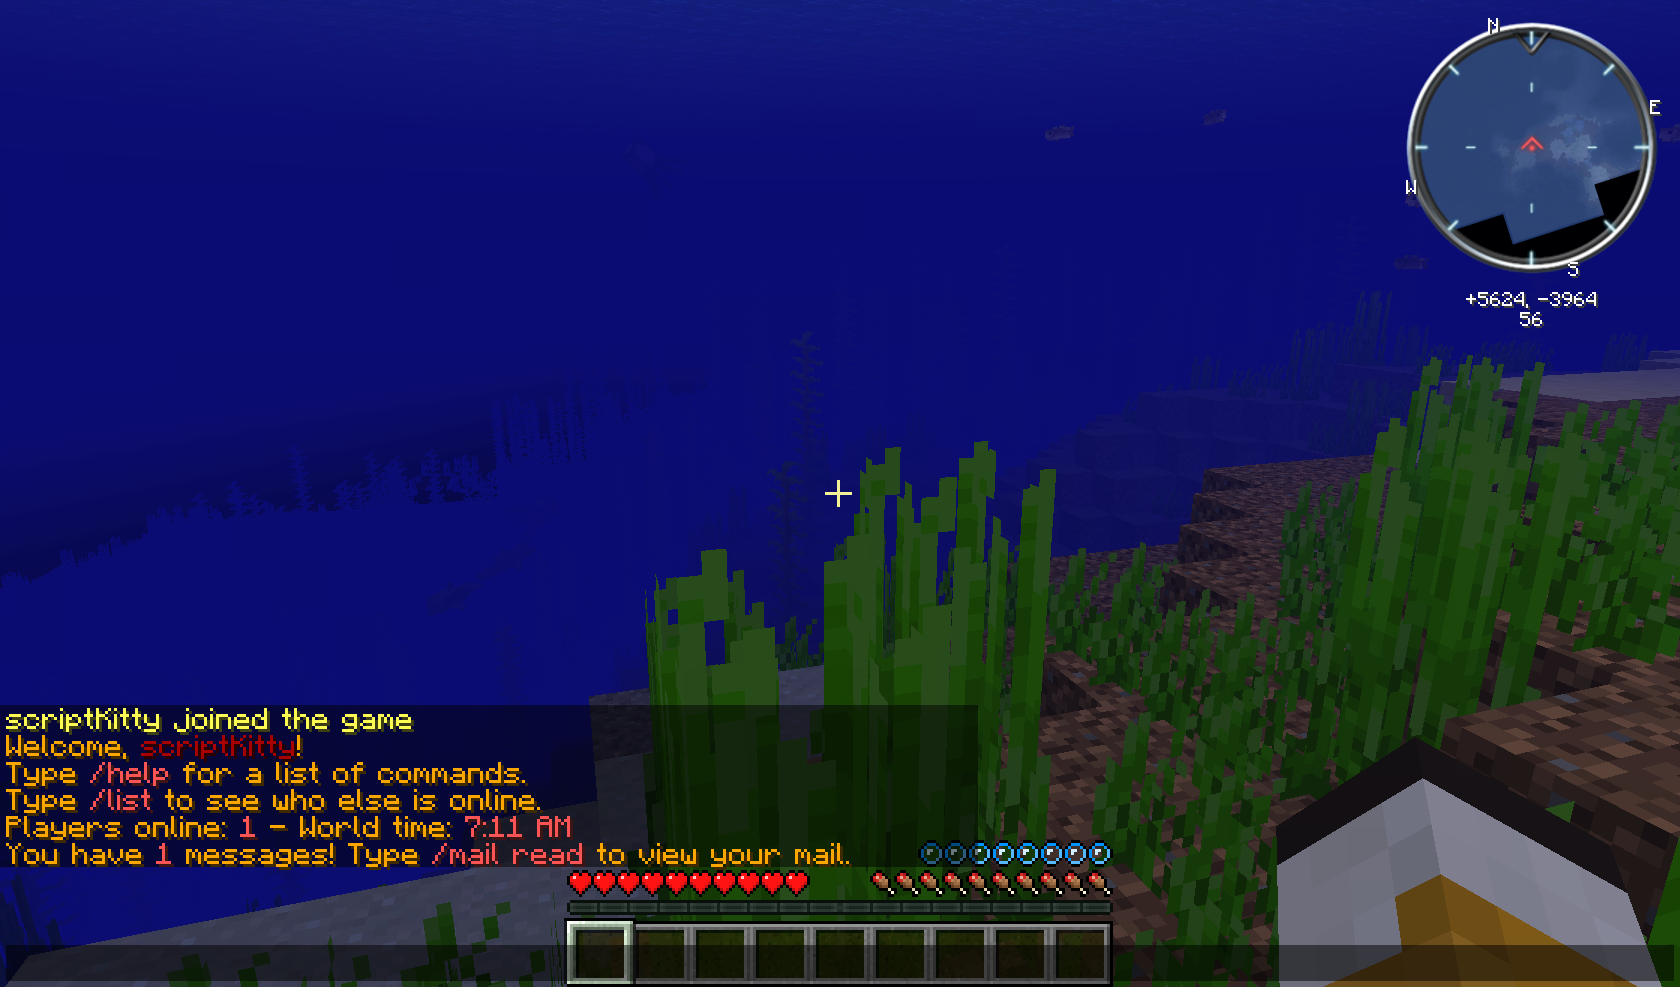 N
E
W
S
+5624, -3964
56
scriptKitty joined the game
Welcome, scriptKitty!
Type /help for a list of commands.
Type /list to see who else is online.
Players online: 1 - World time: 7:11 AM
You have 1 messages! Type /mail read to view your mail.